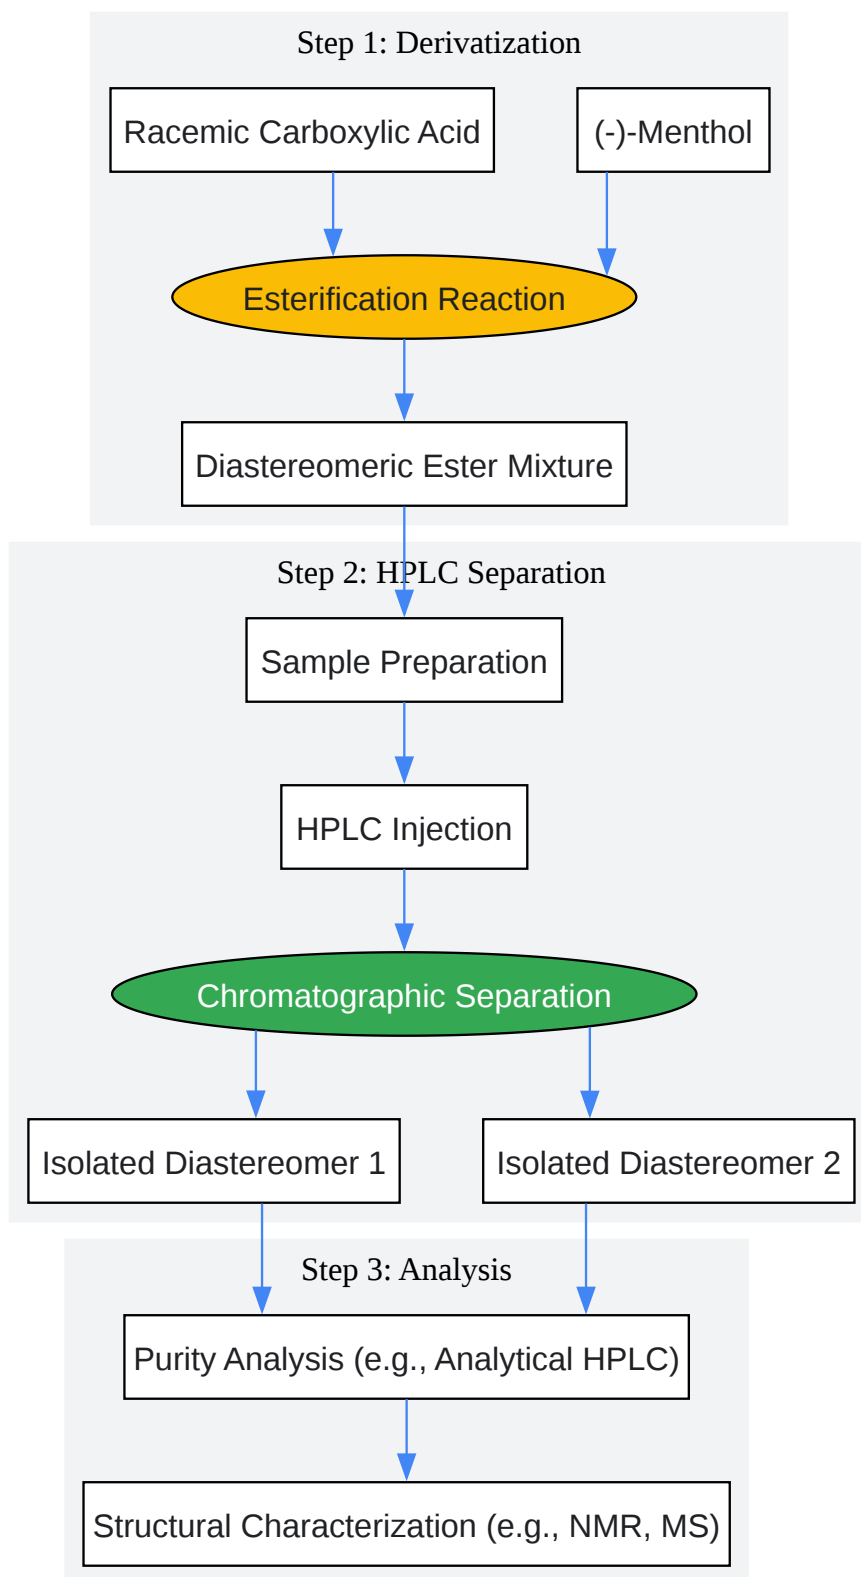 Step 1: Derivatization
Racemic Carboxylic Acid
(-)-Menthol
Esterification Reaction
Diastereomeric Ester Mixture
Step 2: HPLC Separation
Sample Preparation
HPLC Injection
Chromatographic Separation
Isolated Diastereomer 1
Isolated Diastereomer 2
Step 3: Analysis
Purity Analysis (e.g., Analytical HPLC)
Structural Characterization (e.g., NMR, MS)